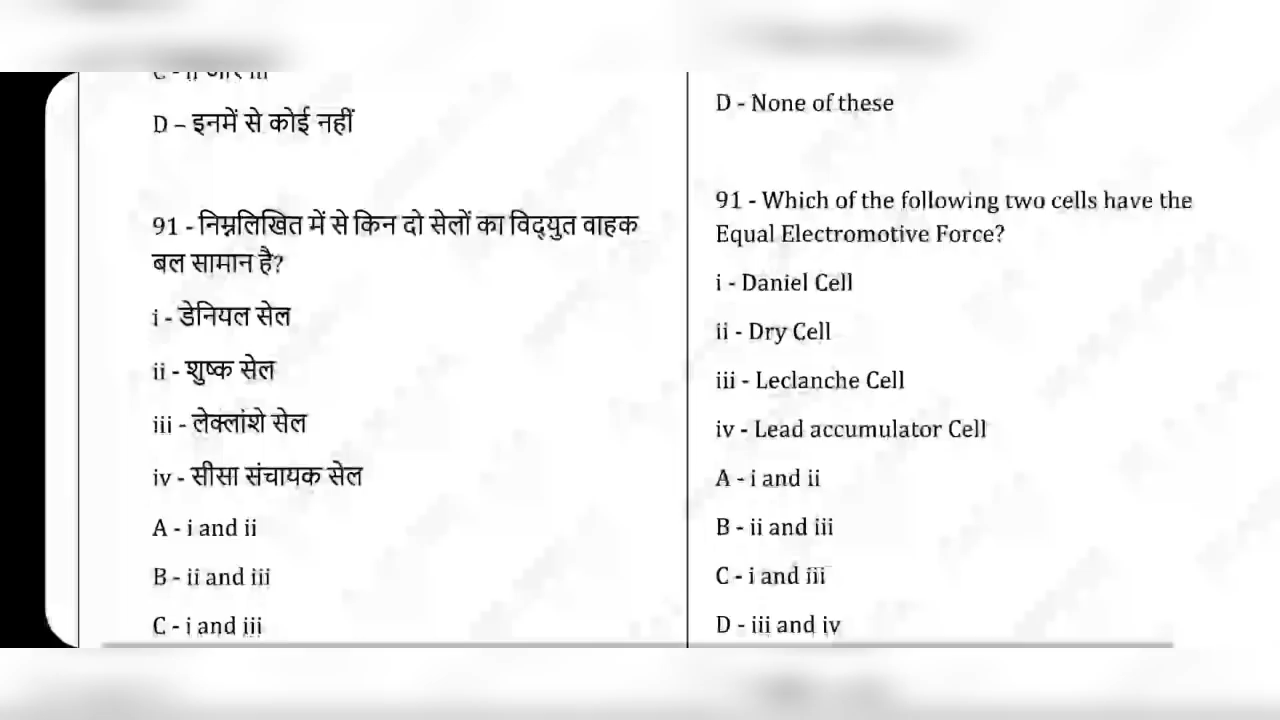 D – इनमें से कोई नहीं
91 - निम्नलिखित में से किन दो सेलों का विद्युत वाहक
बल सामान है?
i - डेनियल सेल
ii - शुष्क सेल
iii - लेक्लांशे सेल
iv - सीसा संचायक सेल
A - i and ii
B - ii and iii
C - i and iii
D - None of these
91 - Which of the following two cells have the
Equal Electromotive Force?
i - Daniel Cell
ii - Dry Cell
iii - Leclanche Cell
iv - Lead accumulator Cell
A - i and ii
B - ii and iii
C - i and iii
D - iii and iv